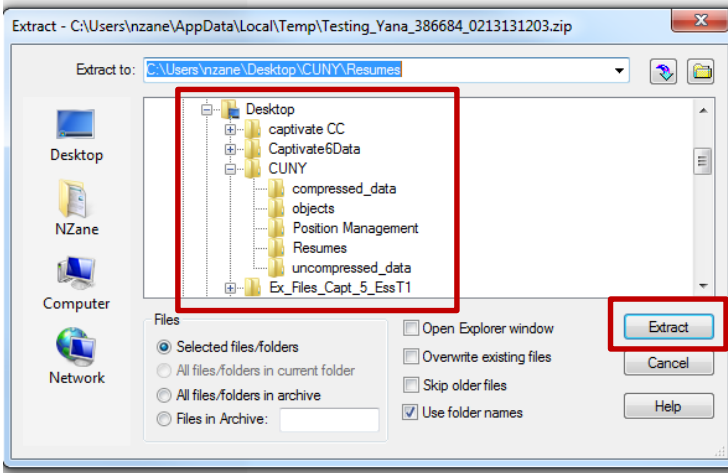 Extract - C:\Users\nzane\AppData\Local\Temp\Testing_Yana_386684_0213131203.zip
Extract to: C:\Users\nzane\Desktop\CUNY\Resumes
Desktop
NZane
Computer
Network
Desktop
captivate CC
Captivate6Data
CUNY
compressed_data
objects
Position Management
Resumes
uncompressed_data
Ex_Files_Capt_5_EssT1
Files
Selected files/folders
All files/folders in current folder
All files/folders in archive
Files in Archive:
Open Explorer window
Overwrite existing files
Skip older files
Use folder names
Extract
Cancel
Help